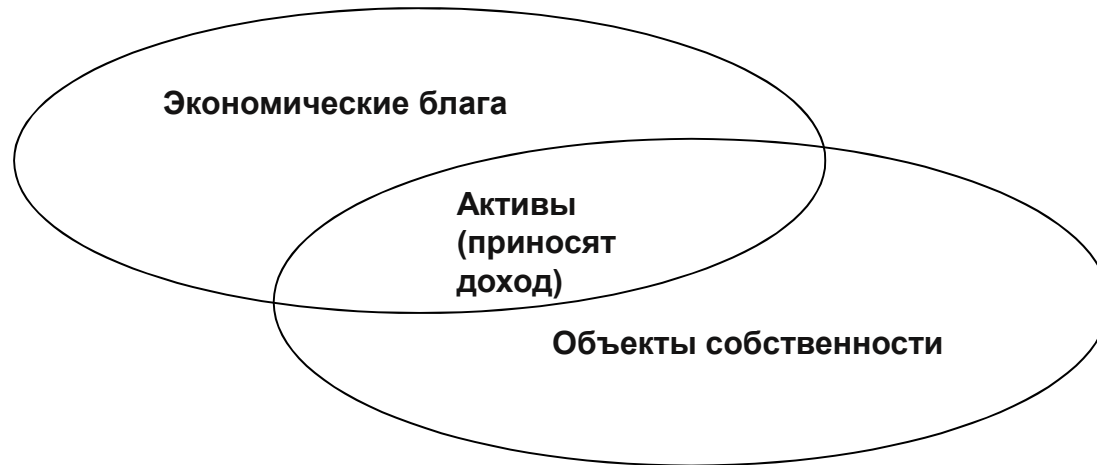 Экономические блага
Активы
(приносят
доход)
Объекты собственности